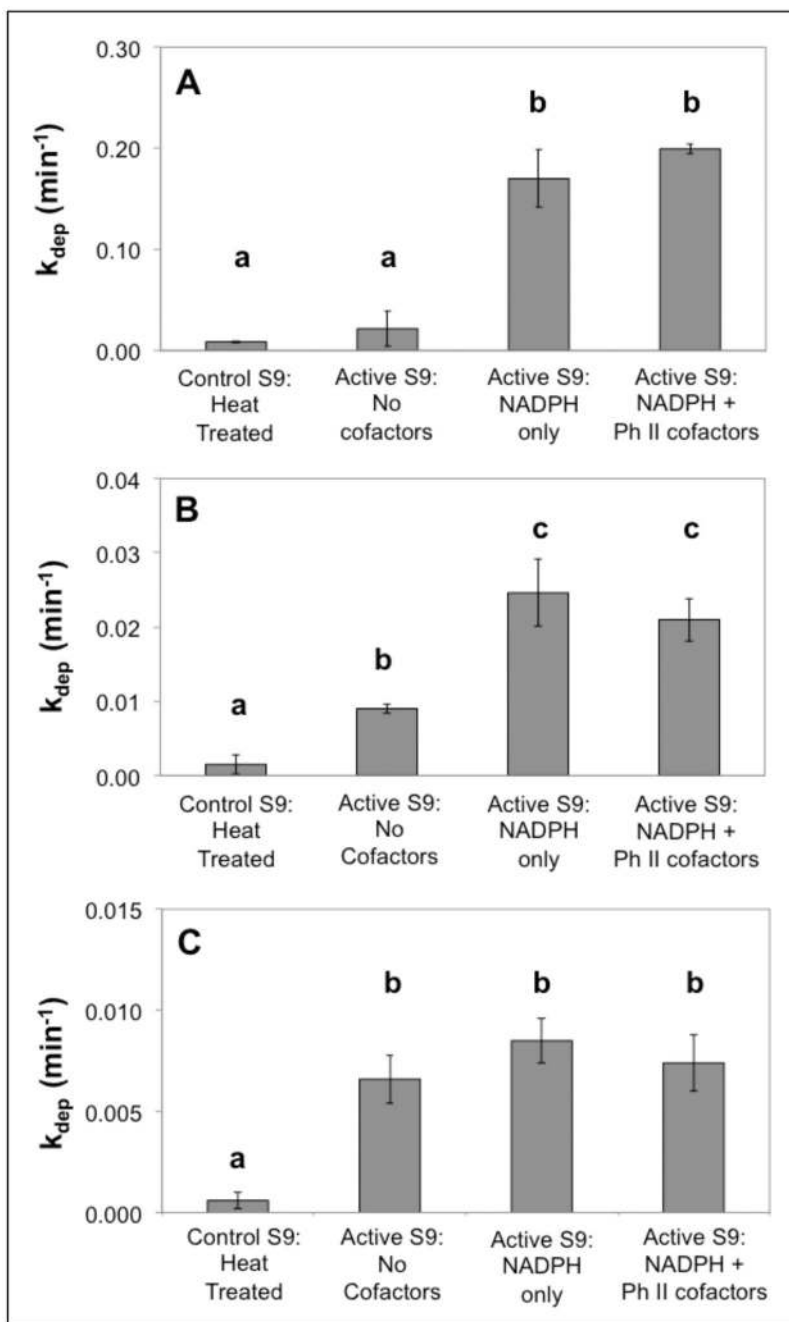 A
k_dep (min⁻¹)
0.30
0.20
0.10
0.00
a
a
b
b
Control S9:
Heat
Treated
Active S9:
No
cofactors
Active S9:
NADPH
only
Active S9:
NADPH +
Ph II cofactors
B
k_dep (min⁻¹)
0.04
0.03
0.02
0.01
0.00
a
b
c
c
Control S9:
Heat
Treated
Active S9:
No
Cofactors
Active S9:
NADPH
only
Active S9:
NADPH +
Ph II cofactors
C
k_dep (min⁻¹)
0.015
0.010
0.005
0.000
a
b
b
b
Control S9:
Heat
Treated
Active S9:
No
Cofactors
Active S9:
NADPH
only
Active S9:
NADPH +
Ph II cofactors